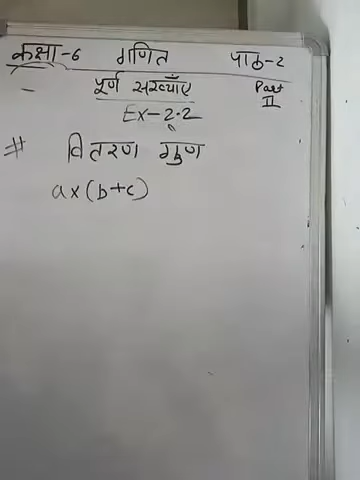 कक्षा-6 गणित पाठ-2
पूर्ण संख्याएँ Part II
Ex-2.2
# वितरण गुण
a×(b+c)